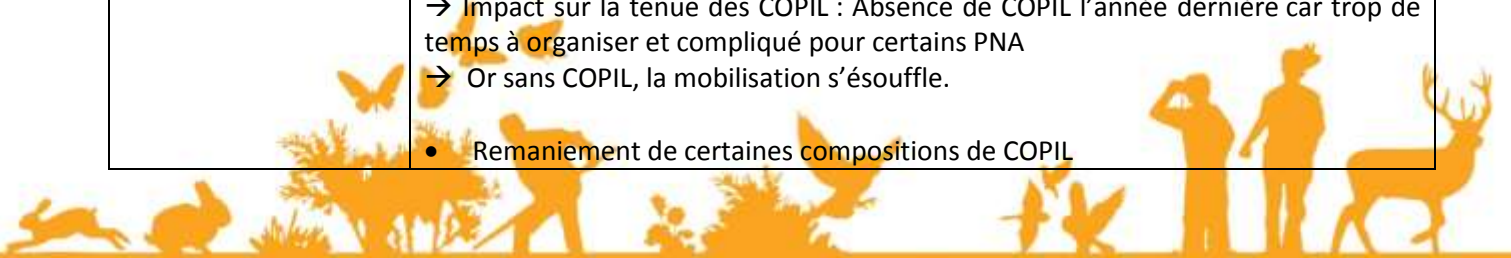 → Impact sur la tenue des COPIL : Absence de COPIL l'année dernière car trop de
temps à organiser et compliqué pour certains PNA
→ Or sans COPIL, la mobilisation s'ésouffle.
• Remaniement de certaines compositions de COPIL